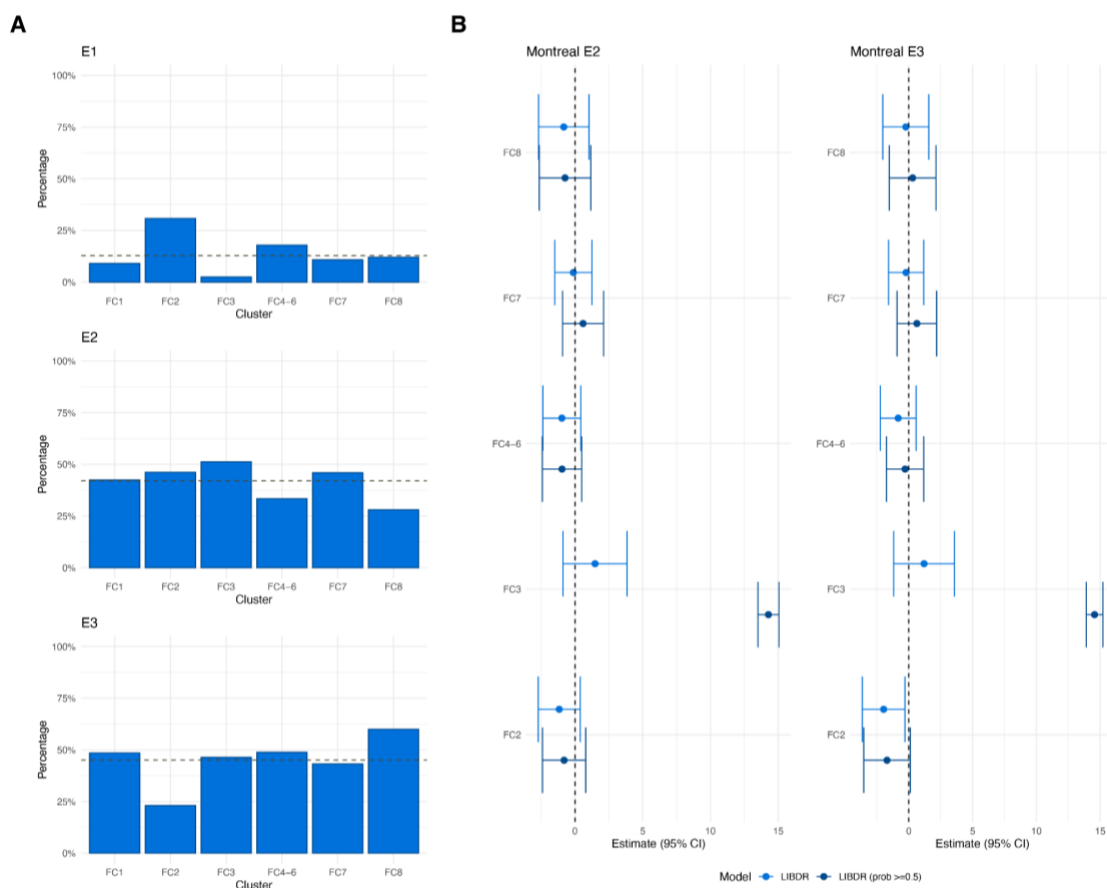 A
E1
100%
75%
50%
25%
0%
Percentage
FC1 FC2 FC3 FC4−6 FC7 FC8
Cluster
E2
100%
75%
50%
25%
0%
Percentage
FC1 FC2 FC3 FC4−6 FC7 FC8
Cluster
E3
100%
75%
50%
25%
0%
Percentage
FC1 FC2 FC3 FC4−6 FC7 FC8
Cluster
B
Montreal E2
FC8
FC7
FC4−6
FC3
FC2
0 5 10 15
Estimate (95% CI)
Montreal E3
FC8
FC7
FC4−6
FC3
FC2
0 5 10 15
Estimate (95% CI)
Model LIBDR LIBDR (prob >=0.5)